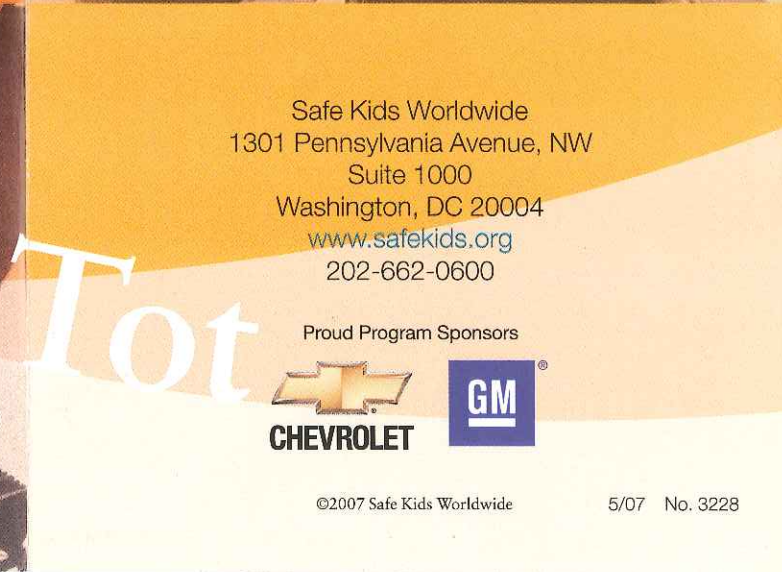 Safe Kids Worldwide
1301 Pennsylvania Avenue, NW
Suite 1000
Washington, DC 20004
www.safekids.org
202-662-0600
Tot
Proud Program Sponsors
CHEVROLET
GM®
©2007 Safe Kids Worldwide
5/07 No. 3228